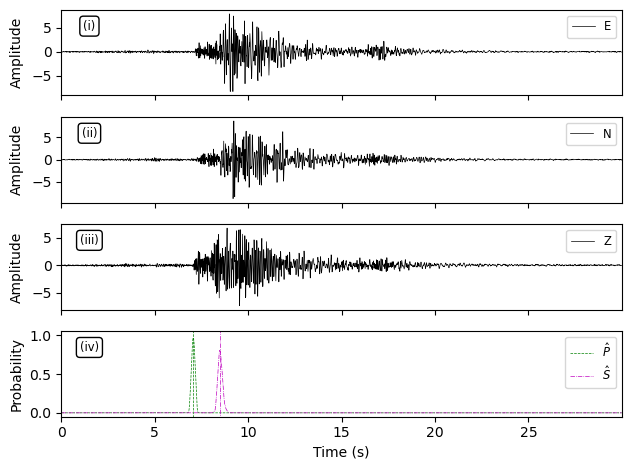 (i)
E
Amplitude
5
0
−5
(ii)
N
Amplitude
5
0
−5
(iii)
Z
Amplitude
5
0
−5
(iv)
P̂
Ŝ
Probability
1.0
0.5
0.0
0 5 10 15 20 25
Time (s)